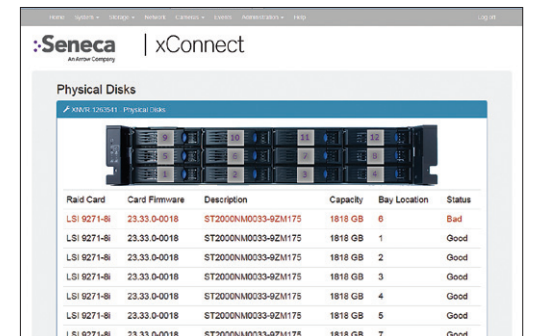 Home System Storage Network Cameras Events Administration Help Log off
Seneca | xConnect
An Arrow Company
Physical Disks
XNVR-1263541 : Physical Disks
9 10 11 12
5 6 7 8
1 2 3 4
Raid Card Card Firmware Description Capacity Bay Location Status
LSI 9271-8i 23.33.0-0018 ST2000NM0033-9ZM175 1818 GB 6 Bad
LSI 9271-8i 23.33.0-0018 ST2000NM0033-9ZM175 1818 GB 1 Good
LSI 9271-8i 23.33.0-0018 ST2000NM0033-9ZM175 1818 GB 2 Good
LSI 9271-8i 23.33.0-0018 ST2000NM0033-9ZM175 1818 GB 3 Good
LSI 9271-8i 23.33.0-0018 ST2000NM0033-9ZM175 1818 GB 4 Good
LSI 9271-8i 23.33.0-0018 ST2000NM0033-9ZM175 1818 GB 5 Good
LSI 9271-8i 23.33.0-0018 ST2000NM0033-9ZM175 1818 GB 7 Good